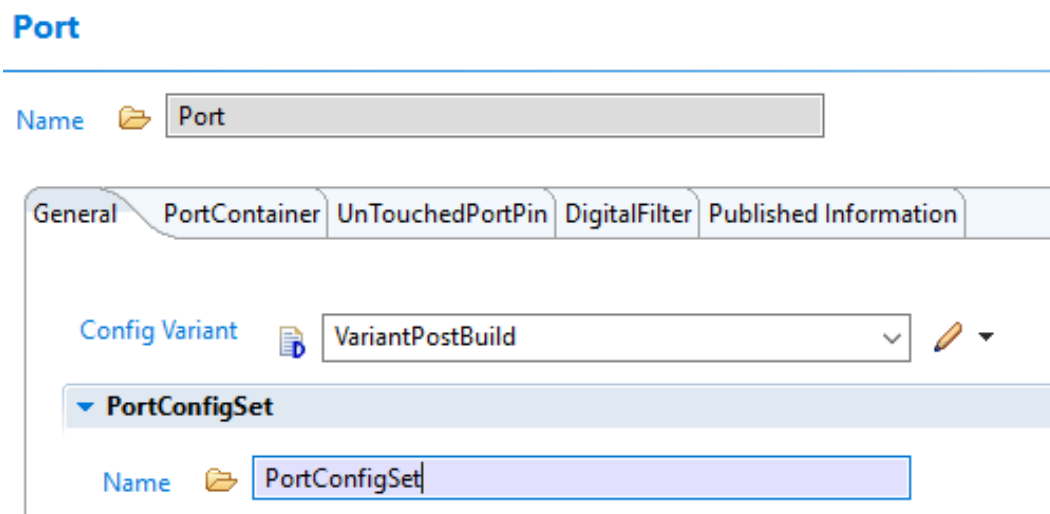 Port
Name Port
General PortContainer UnTouchedPortPin DigitalFilter Published Information
Config Variant VariantPostBuild
PortConfigSet
Name PortConfigSet